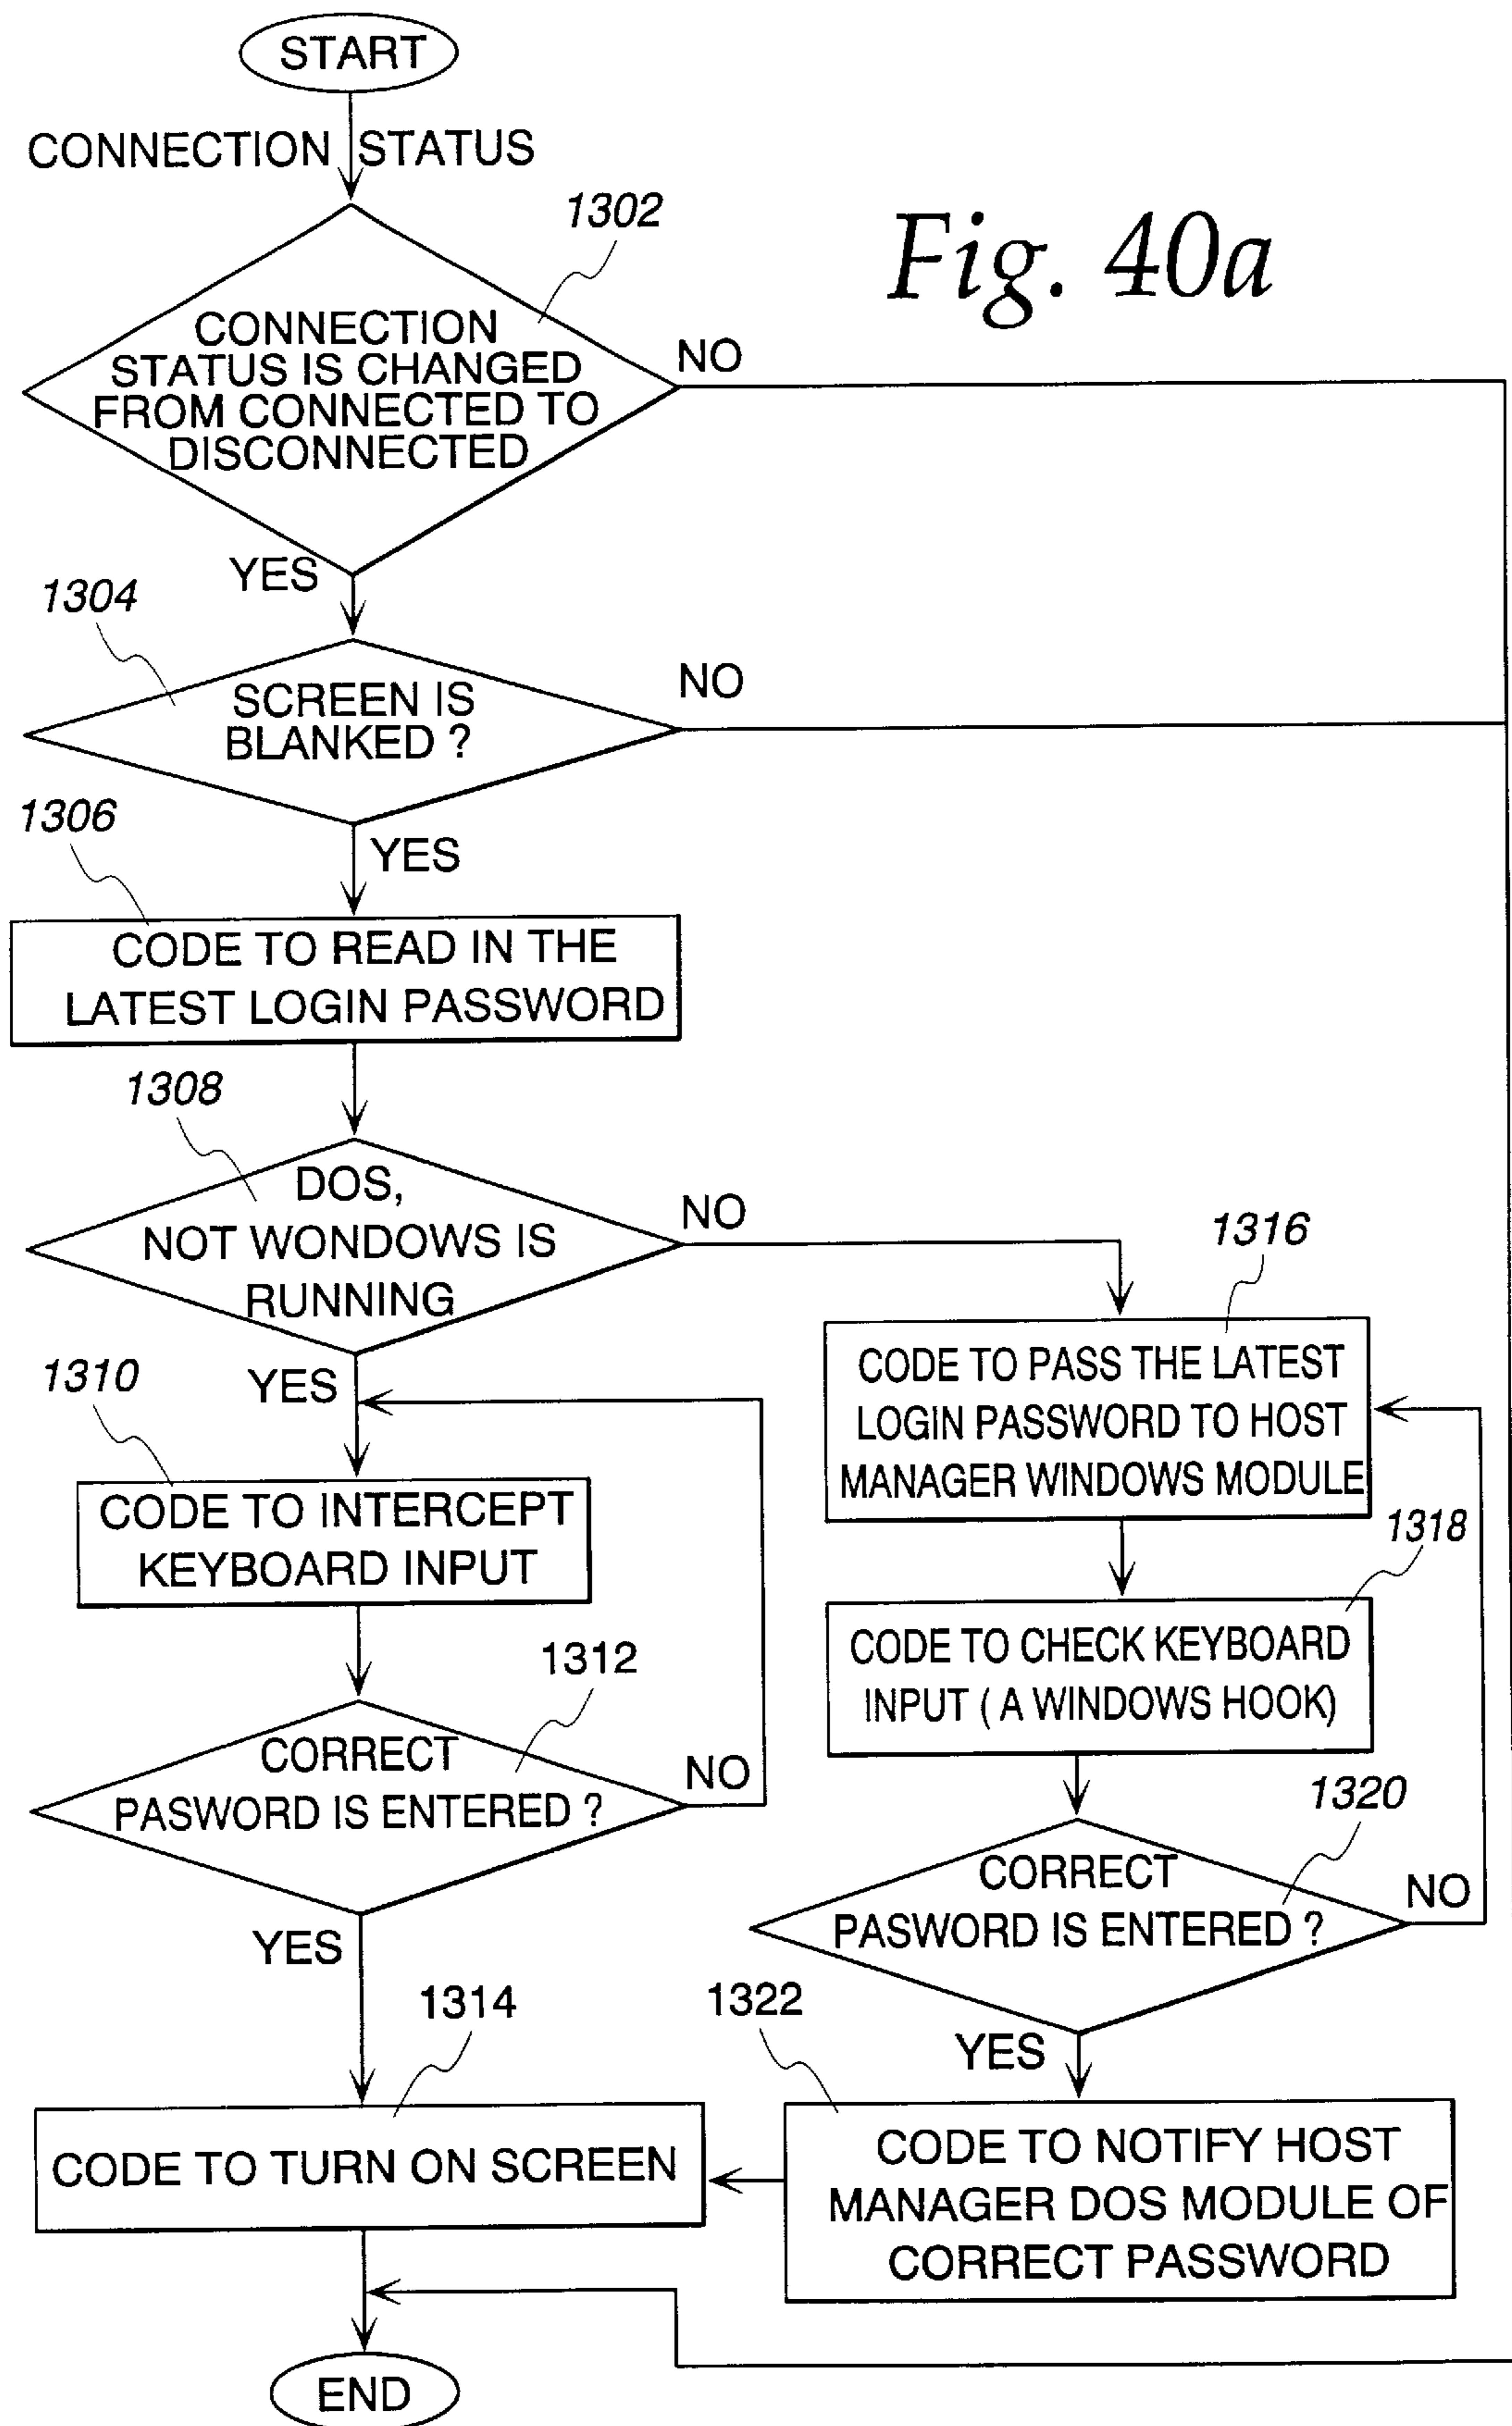 START
CONNECTION STATUS
1302
Fig. 40a
CONNECTION
STATUS IS CHANGED
FROM CONNECTED TO
DISCONNECTED
NO
YES
1304
SCREEN IS
BLANKED ?
NO
1306
YES
CODE TO READ IN THE
LATEST LOGIN PASSWORD
1308
DOS,
NOT WONDOWS IS
RUNNING
NO
1316
CODE TO PASS THE LATEST
LOGIN PASSWORD TO HOST
MANAGER WINDOWS MODULE
1310
YES
CODE TO INTERCEPT
KEYBOARD INPUT
1318
CODE TO CHECK KEYBOARD
INPUT ( A WINDOWS HOOK)
1312
CORRECT
PASWORD IS ENTERED ?
NO
1320
CORRECT
PASWORD IS ENTERED ?
NO
YES
1314
1322
YES
CODE TO TURN ON SCREEN
CODE TO NOTIFY HOST
MANAGER DOS MODULE OF
CORRECT PASSWORD
END